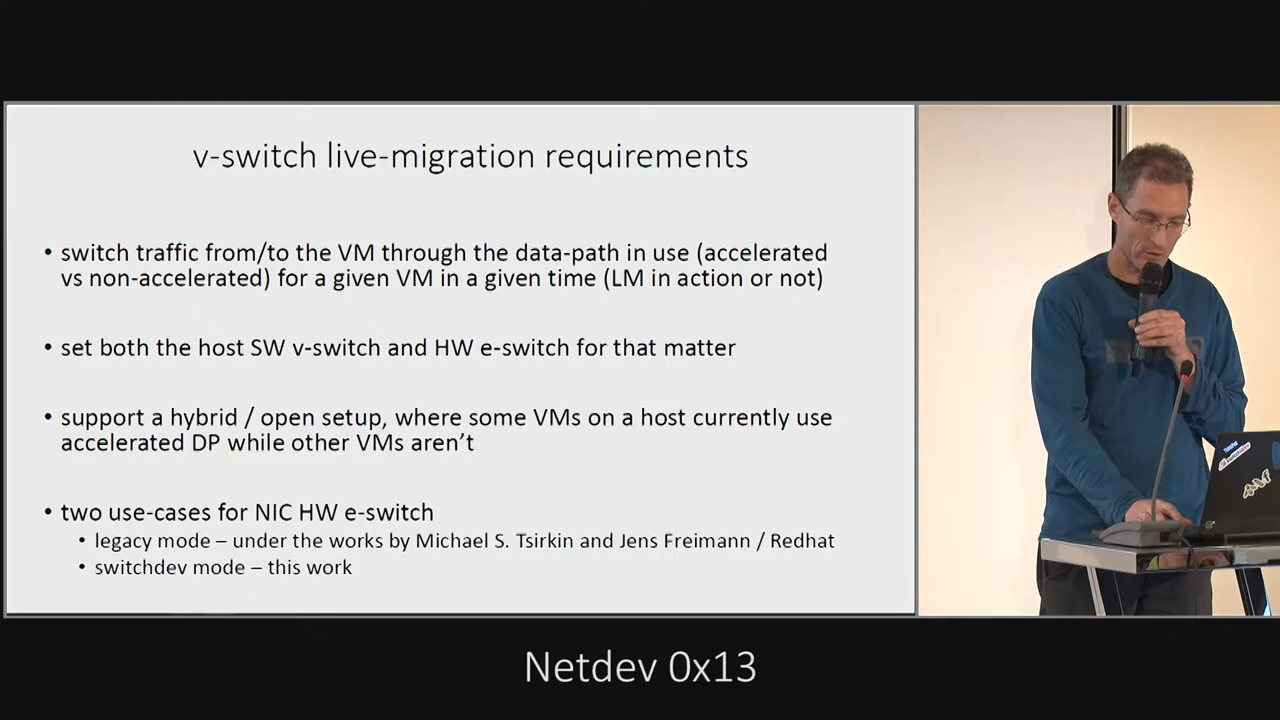 v-switch live-migration requirements
• switch traffic from/to the VM through the data-path in use (accelerated
vs non-accelerated) for a given VM in a given time (LM in action or not)
• set both the host SW v-switch and HW e-switch for that matter
• support a hybrid / open setup, where some VMs on a host currently use
accelerated DP while other VMs aren't
• two use-cases for NIC HW e-switch
• legacy mode – under the works by Michael S. Tsirkin and Jens Freimann / Redhat
• switchdev mode – this work
Netdev 0x13